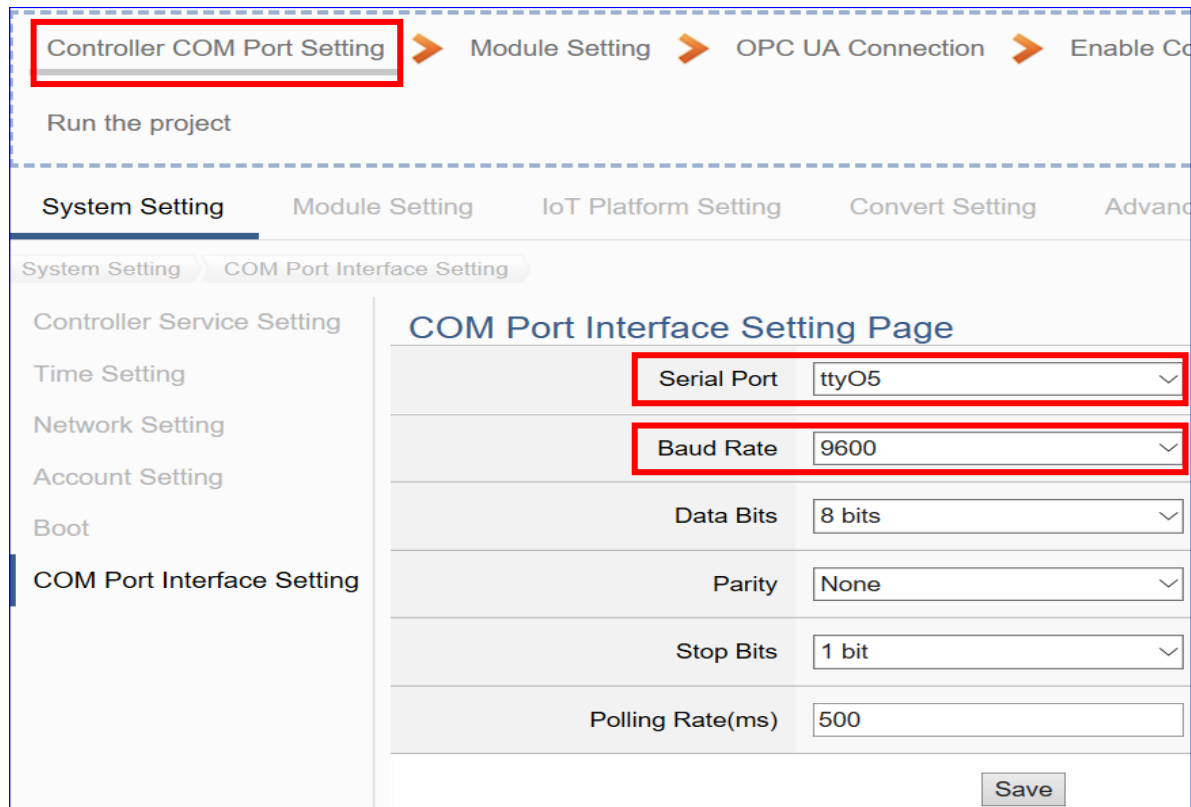 Controller COM Port Setting Module Setting OPC UA Connection Enable Co
Run the project
System Setting Module Setting IoT Platform Setting Convert Setting Advanc
System Setting COM Port Interface Setting
Controller Service Setting
Time Setting
Network Setting
Account Setting
Boot
COM Port Interface Setting
COM Port Interface Setting Page
Serial Port ttyO5
Baud Rate 9600
Data Bits 8 bits
Parity None
Stop Bits 1 bit
Polling Rate(ms) 500
Save